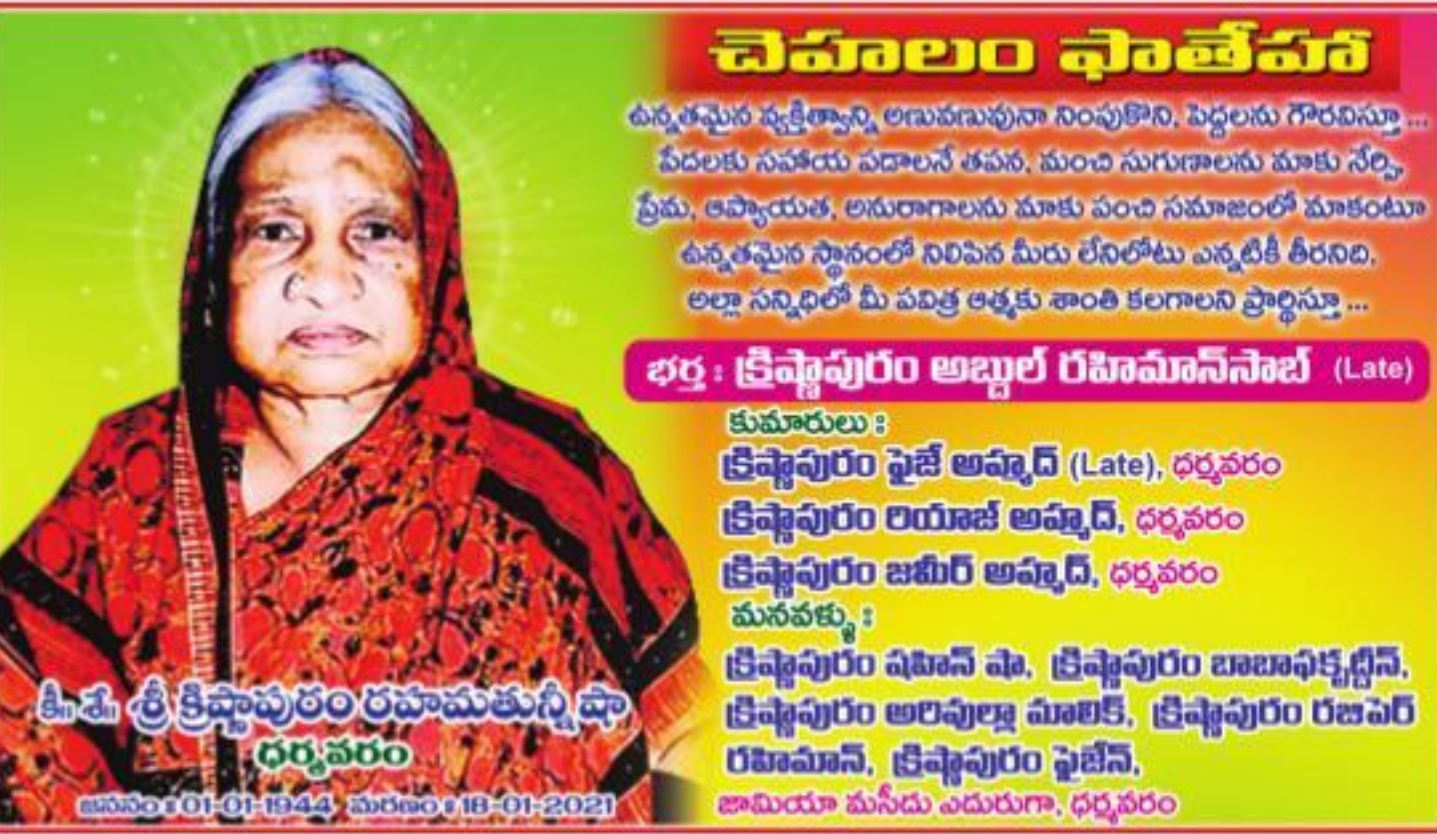 చెహలం ఫాతేహా
ఉన్నతమైన వ్యక్తిత్వాన్ని అణువణువునా నింపుకొని, పెద్దలను గౌరవిస్తూ ...
పేదలకు సహాయ పడాలనే తపన, మంచి సుగుణాలను మాకు నేర్పి,
ప్రేమ, ఆప్యాయత, అనురాగాలను మాకు పంచి సమాజంలో మాకంటూ
ఉన్నతమైన స్థానంలో నిలిపిన మీరు లేనిలోటు ఎన్నటికీ తీరనిది.
అల్లా సన్నిధిలో మీ పవిత్ర ఆత్మకు శాంతి కలగాలని ప్రార్థిస్తూ ...
భర్త : క్రిష్ణాపురం అబ్దుల్ రహిమాన్‌సాబ్ (Late)
కుమారులు :
క్రిష్ణాపురం ఫైజే అహ్మద్ (Late), ధర్మవరం
క్రిష్ణాపురం రియాజ్ అహ్మద్, ధర్మవరం
క్రిష్ణాపురం జమీర్ అహ్మద్, ధర్మవరం
మనవళ్ళు :
క్రిష్ణాపురం షహిన్ షా, క్రిష్ణాపురం
క్రిష్ణాపురం అరిపుల్లా మాలిక్, క్రిష్ణాపురం
రహిమాన్, క్రిష్ణాపురం ఫైజేన్,
జామియా మసీదు ఎదురుగా, ధర్మవరం
కీ॥ శే॥ శ్రీ క్రిష్ణాపురం రహమతున్నీషా
ధర్మవరం
జననం : 01-01-1944 మరణం : 18-01-2021